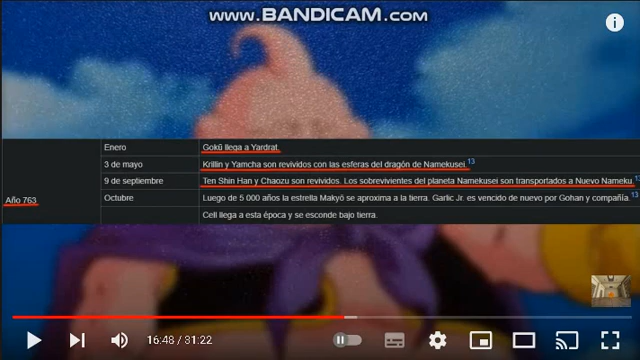 www.BANDICAM.com
Enero Gokū llega a Yardrat.
3 de mayo Krillin y Yamcha son revividos con las esferas del dragón de Namekusei. 13
9 de septiembre Ten Shin Han y Chaozu son revividos. Los sobrevivientes del planeta Namekusei son transportados a Nuevo Nameku.
Año 763 Octubre Luego de 5 000 años la estrella Makyō se aproxima a la tierra. Garlic Jr. es vencido de nuevo por Gohan y compañía. 13
Cell llega a esta época y se esconde bajo tierra.
16:48 / 31:22